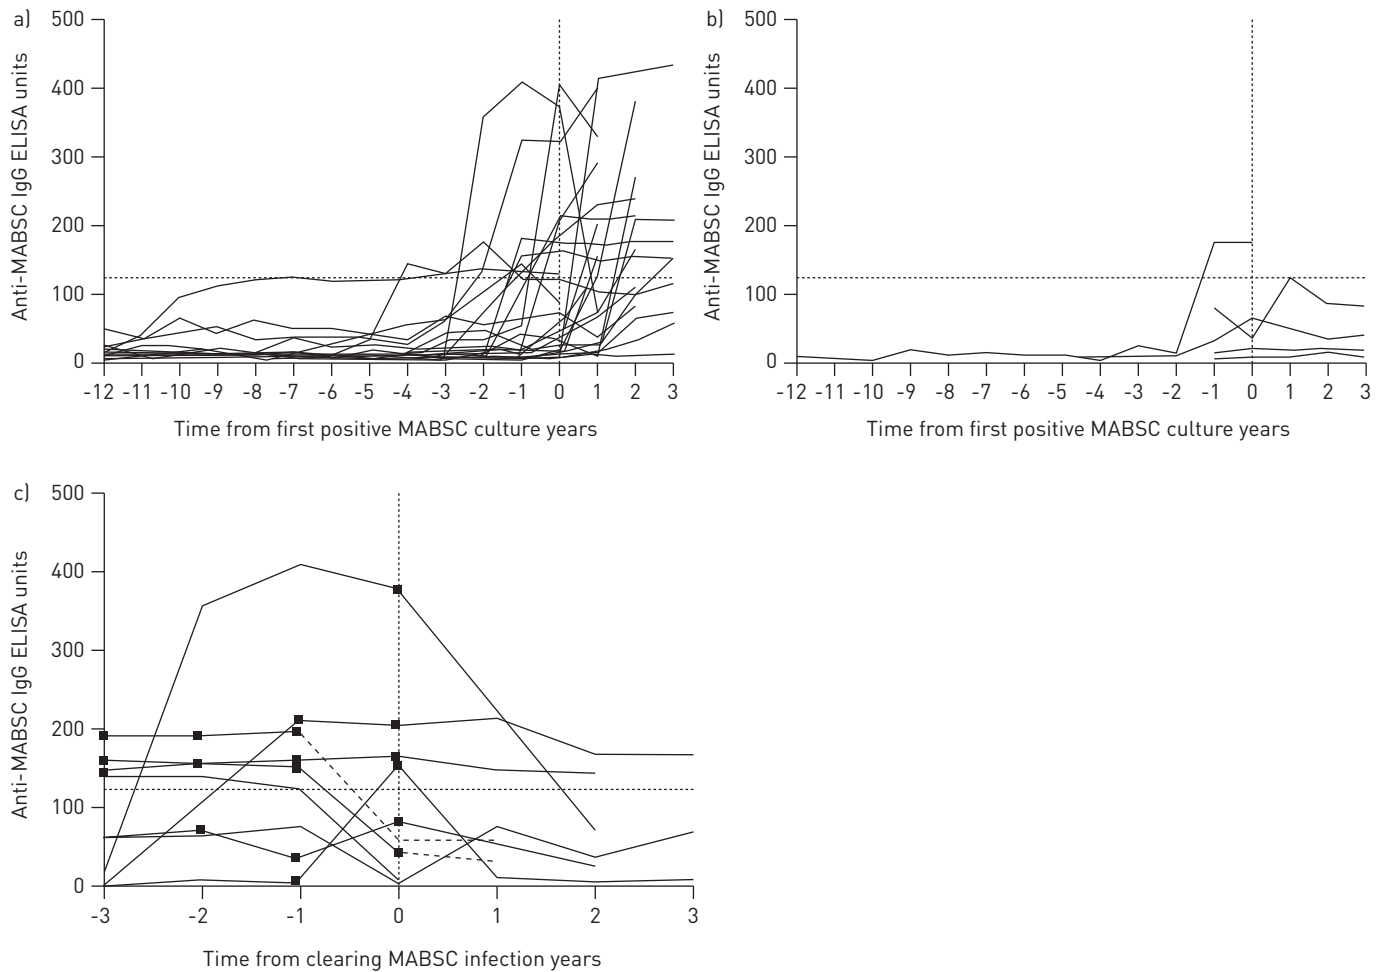 a)
500
400
300
200
100
0
Anti-MABSC IgG ELISA units
-12 -11 -10 -9 -8 -7 -6 -5 -4 -3 -2 -1 0 1 2 3
Time from first positive MABSC culture years
b)
500
400
300
200
100
0
Anti-MABSC IgG ELISA units
-12 -11 -10 -9 -8 -7 -6 -5 -4 -3 -2 -1 0 1 2 3
Time from first positive MABSC culture years
c)
500
400
300
200
100
0
Anti-MABSC IgG ELISA units
-3 -2 -1 0 1 2 3
Time from clearing MABSC infection years